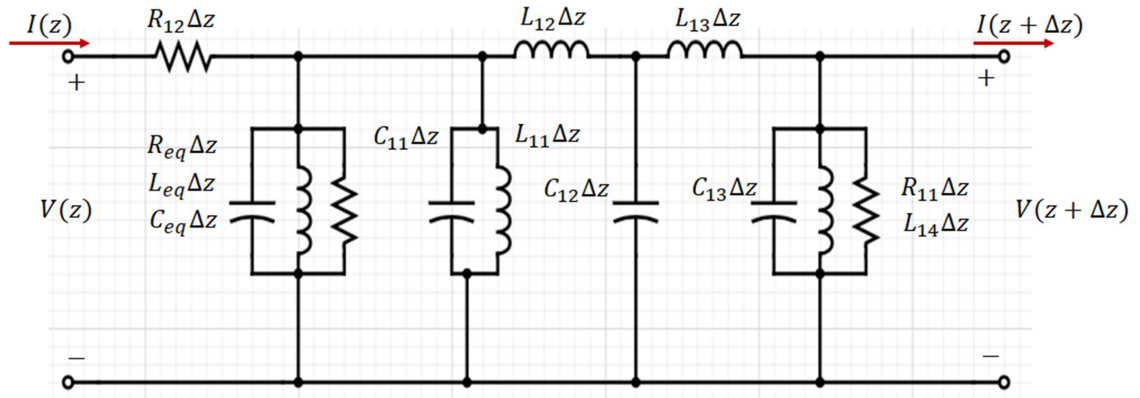 I(z)
R₁₂Δz
L₁₂Δz
L₁₃Δz
I(z + Δz)
+
+
R_eqΔz
L_eqΔz
C_eqΔz
C₁₁Δz
L₁₁Δz
C₁₂Δz
C₁₃Δz
R₁₁Δz
L₁₄Δz
V(z)
V(z + Δz)
−
−